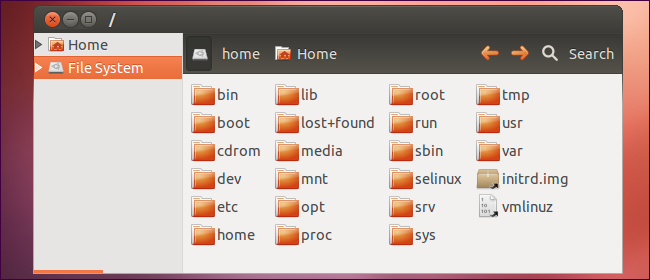 /
Home
File System
home Home Search
bin lib root tmp
boot lost+found run usr
cdrom media sbin var
dev mnt selinux initrd.img
etc opt srv vmlinuz
home proc sys